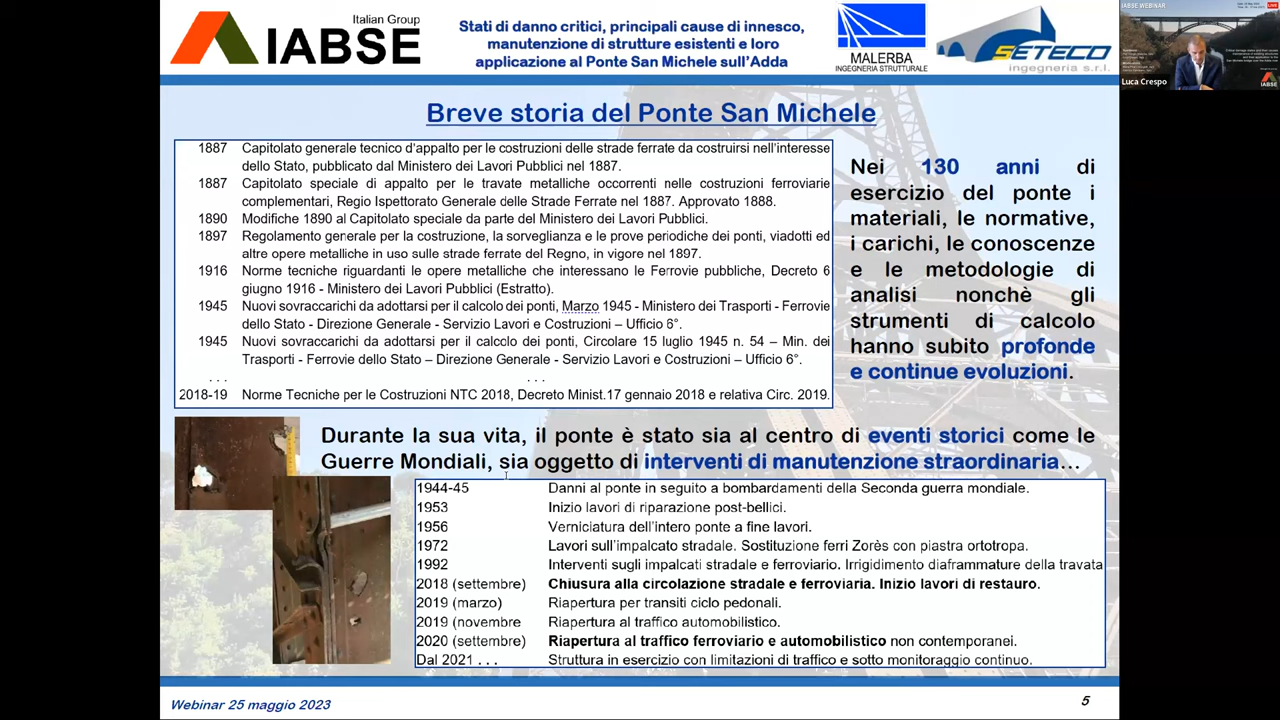 Italian Group
IABSE
Stati di danno critici, principali cause di innesco,
manutenzione di strutture esistenti e loro
applicazione al Ponte San Michele sull'Adda
MALERBA
INGEGNERIA STRUTTURALE
SETECO
ingegneria s.r.l.
IABSE WEBINAR
LIVE
Luca Crespo
IABSE
Breve storia del Ponte San Michele
1887 Capitolato generale tecnico d'appalto per le costruzioni delle strade ferrate da costruirsi nell'interesse
dello Stato, pubblicato dal Ministero dei Lavori Pubblici nel 1887.
1887 Capitolato speciale di appalto per le travate metalliche occorrenti nelle costruzioni ferroviarie
complementari, Regio Ispettorato Generale delle Strade Ferrate nel 1887. Approvato 1888.
1890 Modifiche 1890 al Capitolato speciale da parte del Ministero dei Lavori Pubblici.
1897 Regolamento generale per la costruzione, la sorveglianza e le prove periodiche dei ponti, viadotti ed
altre opere metalliche in uso sulle strade ferrate del Regno, in vigore nel 1897.
1916 Norme tecniche riguardanti le opere metalliche che interessano le Ferrovie pubbliche, Decreto 6
giugno 1916 - Ministero dei Lavori Pubblici (Estratto).
1945 Nuovi sovraccarichi da adottarsi per il calcolo dei ponti, Marzo 1945 - Ministero dei Trasporti - Ferrovie
dello Stato - Direzione Generale - Servizio Lavori e Costruzioni – Ufficio 6°.
1945 Nuovi sovraccarichi da adottarsi per il calcolo dei ponti, Circolare 15 luglio 1945 n. 54 – Min. dei
Trasporti - Ferrovie dello Stato – Direzione Generale - Servizio Lavori e Costruzioni – Ufficio 6°.
. . . . . .
2018-19 Norme Tecniche per le Costruzioni NTC 2018, Decreto Minist.17 gennaio 2018 e relativa Circ. 2019.
Nei 130 anni di
esercizio del ponte i
materiali, le normative,
i carichi, le conoscenze
e le metodologie di
analisi nonchè gli
strumenti di calcolo
hanno subito profonde
e continue evoluzioni.
Durante la sua vita, il ponte è stato sia al centro di eventi storici come le
Guerre Mondiali, sia oggetto di interventi di manutenzione straordinaria…
1944-45 Danni al ponte in seguito a bombardamenti della Seconda guerra mondiale.
1953 Inizio lavori di riparazione post-bellici.
1956 Verniciatura dell'intero ponte a fine lavori.
1972 Lavori sull'impalcato stradale. Sostituzione ferri Zorès con piastra ortotropa.
1992 Interventi sugli impalcati stradale e ferroviario. Irrigidimento diaframmature della travata
2018 (settembre) Chiusura alla circolazione stradale e ferroviaria. Inizio lavori di restauro.
2019 (marzo) Riapertura per transiti ciclo pedonali.
2019 (novembre Riapertura al traffico automobilistico.
2020 (settembre) Riapertura al traffico ferroviario e automobilistico non contemporanei.
Dal 2021 . . . Struttura in esercizio con limitazioni di traffico e sotto monitoraggio continuo.
Webinar 25 maggio 2023
5